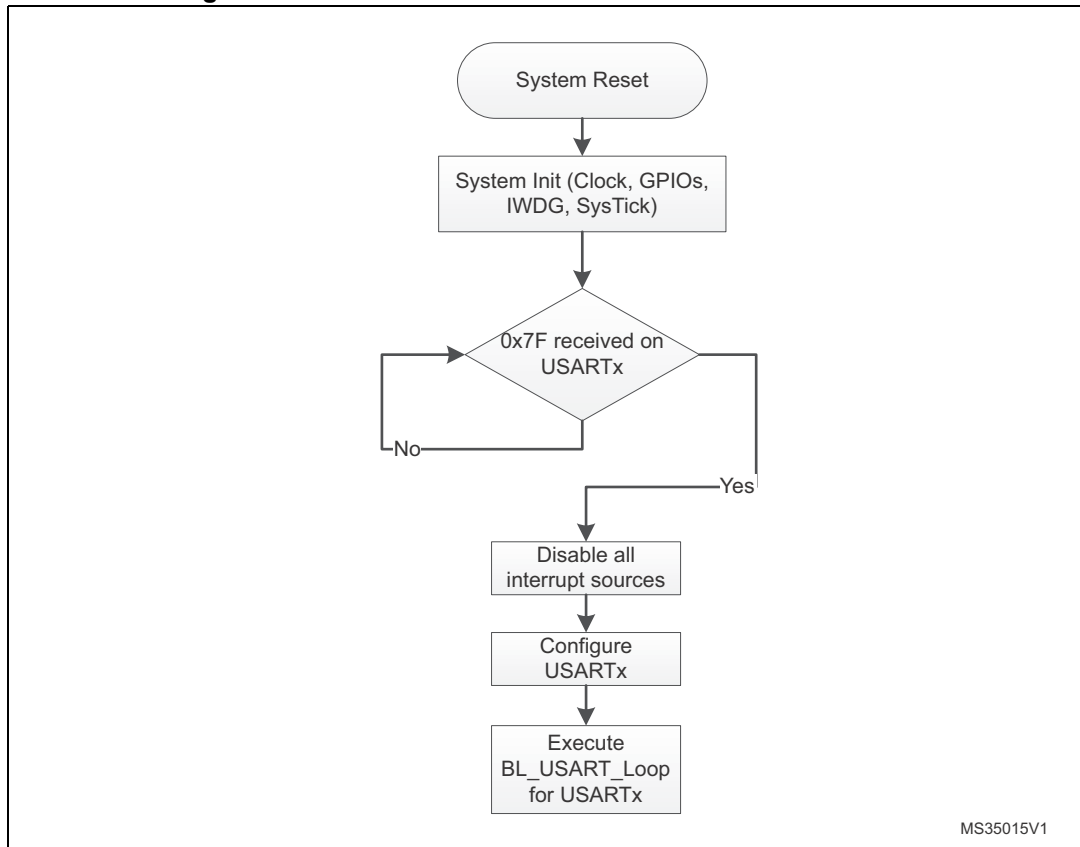 System Reset
System Init (Clock, GPIOs,
IWDG, SysTick)
0x7F received on
USARTx
No
Yes
Disable all
interrupt sources
Configure
USARTx
Execute
BL_USART_Loop
for USARTx
MS35015V1